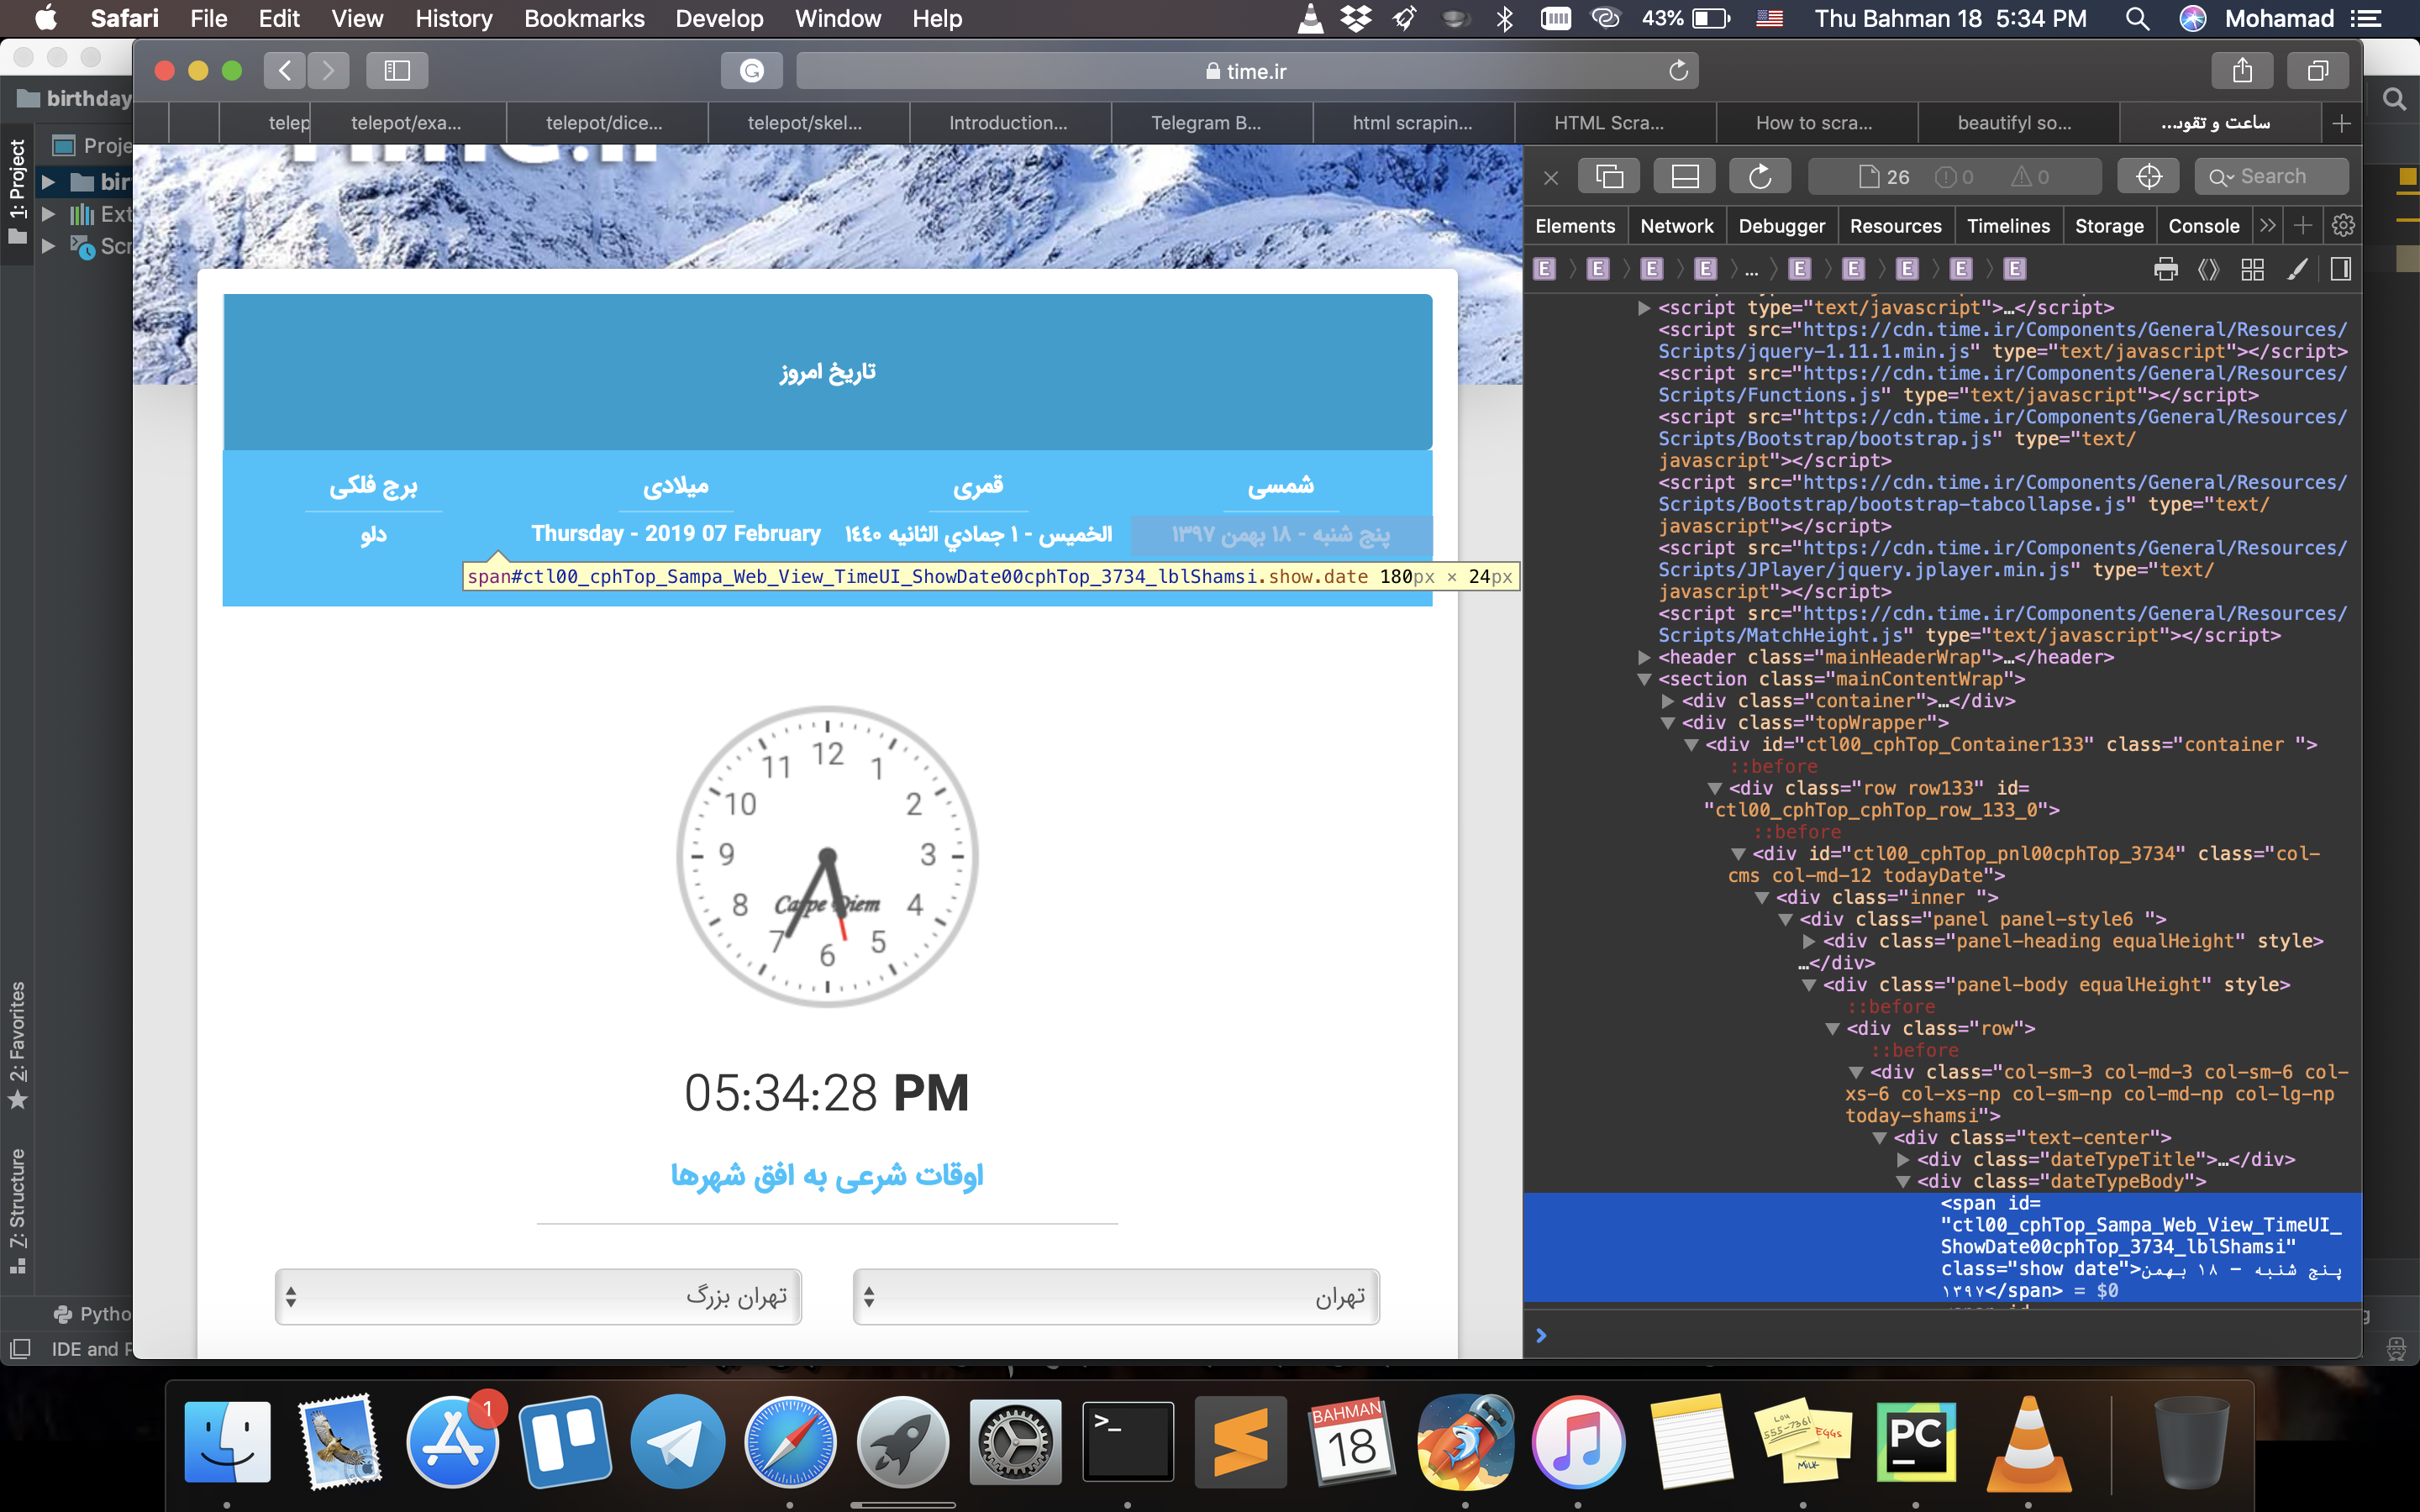 Safari File Edit View History Bookmarks Develop Window Help 43% Thu Bahman 18 5:34 PM Mohamad
time.ir
birthday
telep telepot/exa... telepot/dice... telepot/skel... Introduction... Telegram B... html scrapin... HTML Scra... How to scra... beautifyl so... ساعت و تقود...
1: Project
Proje
bir
Ext
Scr
2: Favorites
Z: Structure
Pytho
IDE and P
تاریخ امروز
شمسی
قمری
میلادی
برج فلکی
پنج شنبه - ۱۸ بهمن ۱۳۹۷
الخميس - ١ جمادي الثانيه ١٤٤٠
Thursday - 2019 07 February
دلو
span#ctl00_cphTop_Sampa_Web_View_TimeUI_ShowDate00cphTop_3734_lblShamsi.show.date 180px × 24px
12
1
2
3
4
5
6
7
8
9
10
11
Carpe Diem
05:34:28 PM
اوقات شرعی به افق شهرها
تهران
تهران بزرگ
26 0 0 Search
Elements Network Debugger Resources Timelines Storage Console
E E E E ... E E E E E
<script type="text/javascript">…</script>
<script src="https://cdn.time.ir/Components/General/Resources/
Scripts/jquery-1.11.1.min.js" type="text/javascript"></script>
<script src="https://cdn.time.ir/Components/General/Resources/
Scripts/Functions.js" type="text/javascript"></script>
<script src="https://cdn.time.ir/Components/General/Resources/
Scripts/Bootstrap/bootstrap.js" type="text/
javascript"></script>
<script src="https://cdn.time.ir/Components/General/Resources/
Scripts/Bootstrap/bootstrap-tabcollapse.js" type="text/
javascript"></script>
<script src="https://cdn.time.ir/Components/General/Resources/
Scripts/JPlayer/jquery.jplayer.min.js" type="text/
javascript"></script>
<script src="https://cdn.time.ir/Components/General/Resources/
Scripts/MatchHeight.js" type="text/javascript"></script>
<header class="mainHeaderWrap">…</header>
<section class="mainContentWrap">
<div class="container">…</div>
<div class="topWrapper">
<div id="ctl00_cphTop_Container133" class="container ">
::before
<div class="row row133" id=
"ctl00_cphTop_cphTop_row_133_0">
::before
<div id="ctl00_cphTop_pnl00cphTop_3734" class="col-
cms col-md-12 todayDate">
<div class="inner ">
<div class="panel panel-style6 ">
<div class="panel-heading equalHeight" style>
…</div>
<div class="panel-body equalHeight" style>
::before
<div class="row">
::before
<div class="col-sm-3 col-md-3 col-sm-6 col-
xs-6 col-xs-np col-sm-np col-md-np col-lg-np
today-shamsi">
<div class="text-center">
<div class="dateTypeTitle">…</div>
<div class="dateTypeBody">
<span id=
"ctl00_cphTop_Sampa_Web_View_TimeUI_
ShowDate00cphTop_3734_lblShamsi"
class="show date">پنج شنبه - ۱۸ بهمن
۱۳۹۷</span> = $0
1
>_
BAHMAN
18
LOU
555-7361
EGGS
MILK
PC